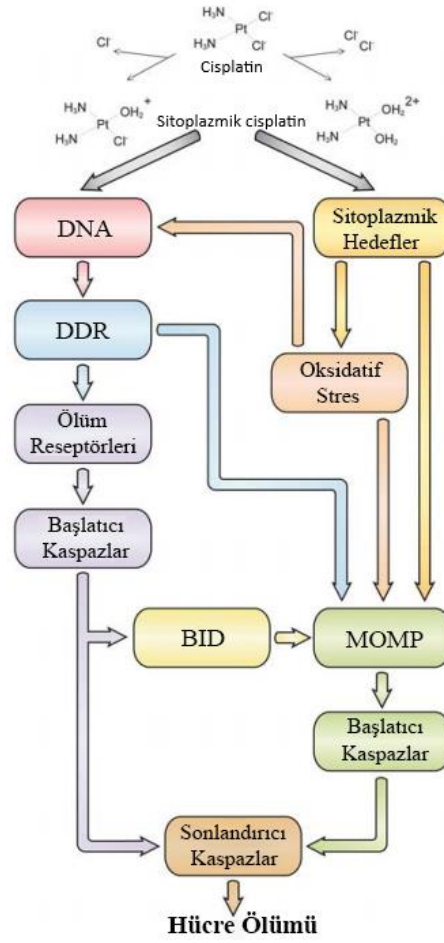 H₃N Cl⁻
Pt
H₃N Cl⁻
Cl⁻
Cl⁻
Cl⁻
Cisplatin
H₃N OH₂ ⁺
Pt
H₃N Cl⁻
Sitoplazmik cisplatin
H₃N OH₂ ²⁺
Pt
H₃N OH₂
DNA
Sitoplazmik
Hedefler
DDR
Oksidatif
Stres
Ölüm
Reseptörleri
Başlatıcı
Kaspazlar
BID
MOMP
Başlatıcı
Kaspazlar
Sonlandırıcı
Kaspazlar
Hücre Ölümü